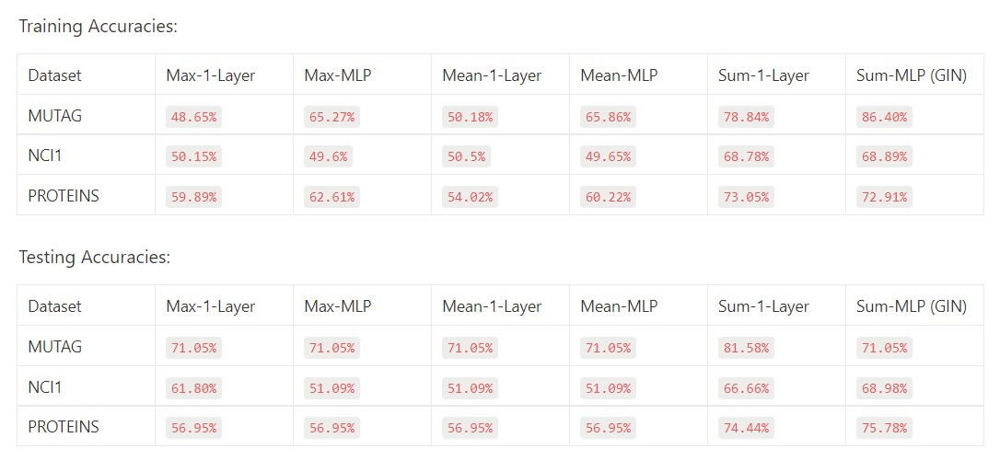 Training Accuracies:
Dataset Max-1-Layer Max-MLP Mean-1-Layer Mean-MLP Sum-1-Layer Sum-MLP (GIN)
MUTAG 48.65% 65.27% 50.18% 65.86% 78.84% 86.40%
NCI1 50.15% 49.6% 50.5% 49.65% 68.78% 68.89%
PROTEINS 59.89% 62.61% 54.02% 60.22% 73.05% 72.91%
Testing Accuracies:
Dataset Max-1-Layer Max-MLP Mean-1-Layer Mean-MLP Sum-1-Layer Sum-MLP (GIN)
MUTAG 71.05% 71.05% 71.05% 71.05% 81.58% 71.05%
NCI1 61.80% 51.09% 51.09% 51.09% 66.66% 68.98%
PROTEINS 56.95% 56.95% 56.95% 56.95% 74.44% 75.78%